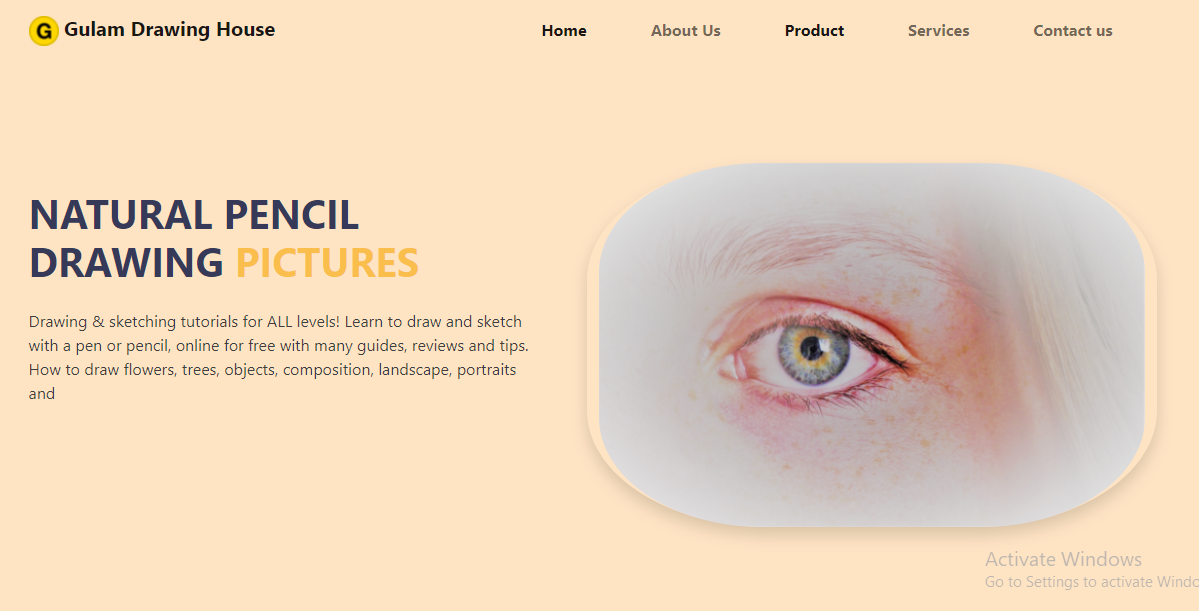 G Gulam Drawing House
Home About Us Product Services Contact us
NATURAL PENCIL
DRAWING PICTURES
Drawing & sketching tutorials for ALL levels! Learn to draw and sketch
with a pen or pencil, online for free with many guides, reviews and tips.
How to draw flowers, trees, objects, composition, landscape, portraits
and
Activate Windows
Go to Settings to activate Windo